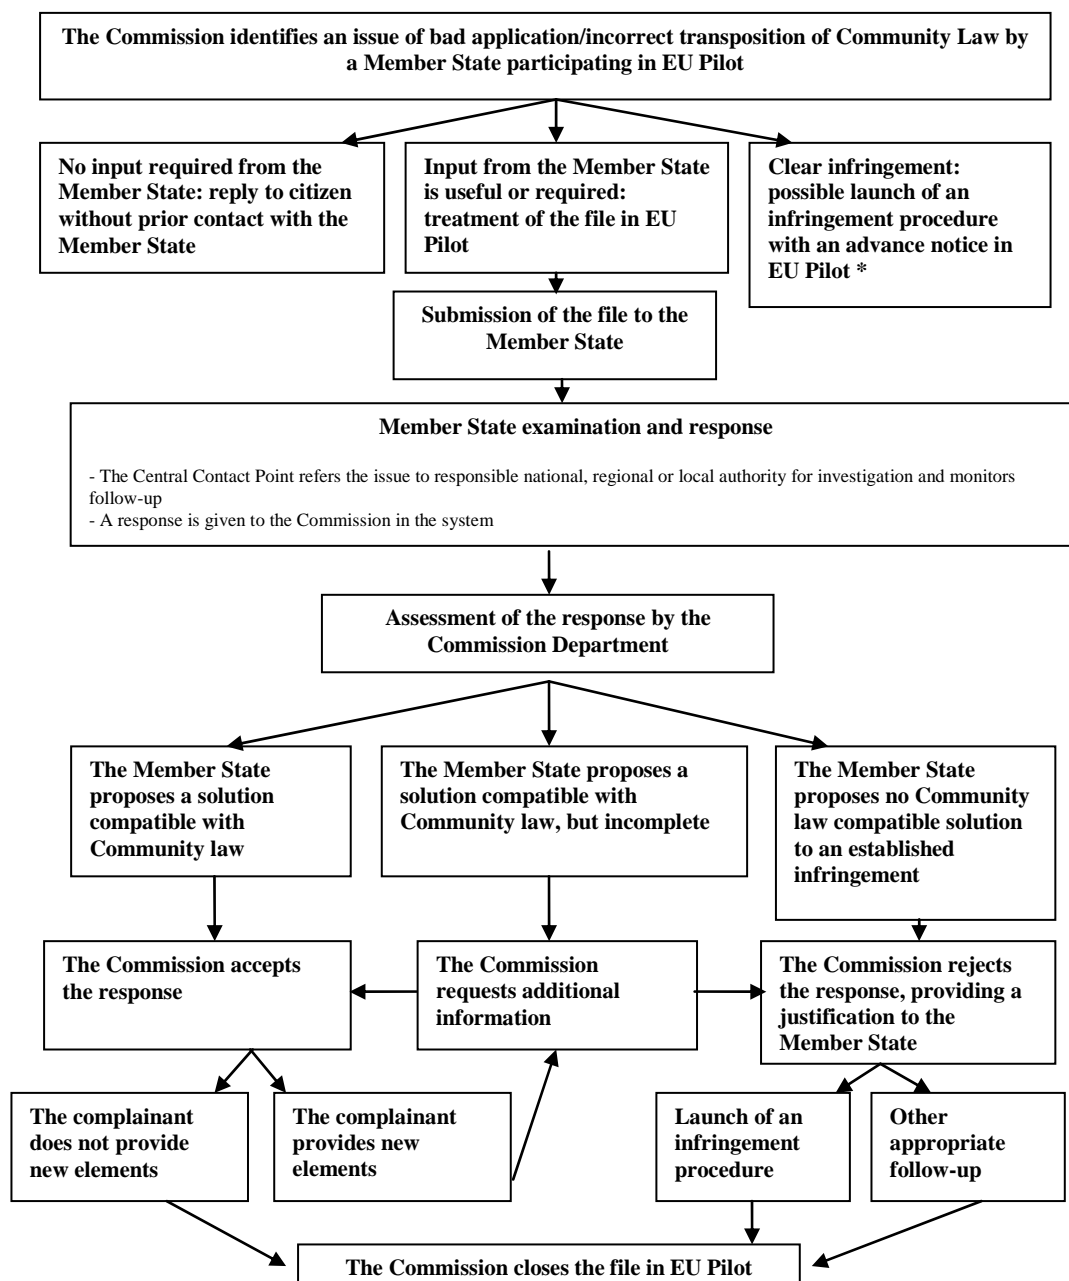 The Commission identifies an issue of bad application/incorrect transposition of Community Law by
a Member State participating in EU Pilot
No input required from the
Member State: reply to citizen
without prior contact with the
Member State
Input from the Member State
is useful or required:
treatment of the file in EU
Pilot
Clear infringement:
possible launch of an
infringement procedure
with an advance notice in
EU Pilot *
Submission of the file to the
Member State
Member State examination and response
- The Central Contact Point refers the issue to responsible national, regional or local authority for investigation and monitors
follow-up
- A response is given to the Commission in the system
Assessment of the response by the
Commission Department
The Member State
proposes a solution
compatible with
Community law
The Member State proposes a
solution compatible with
Community law, but incomplete
The Member State
proposes no Community
law compatible solution
to an established
infringement
The Commission accepts
the response
The Commission
requests additional
information
The Commission rejects
the response, providing a
justification to the
Member State
The complainant
does not provide
new elements
The complainant
provides new
elements
Launch of an
infringement
procedure
Other
appropriate
follow-up
The Commission closes the file in EU Pilot